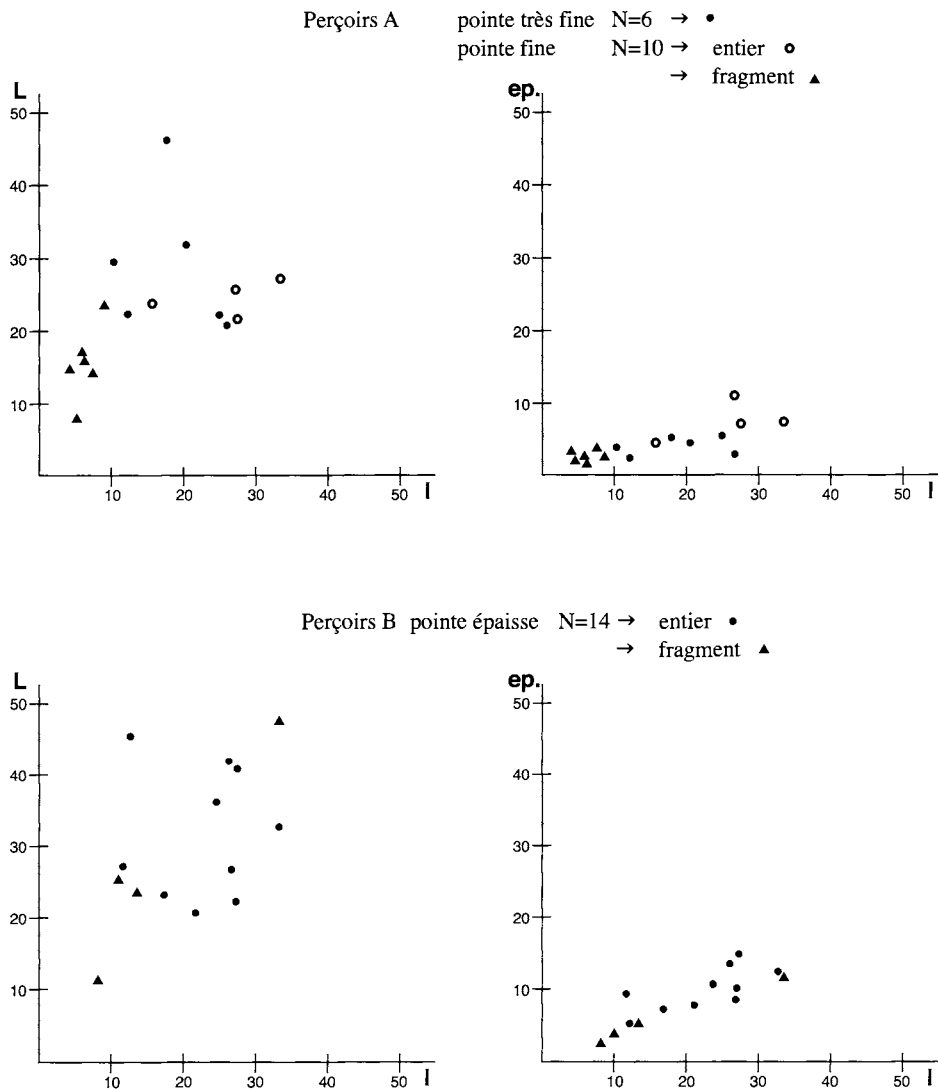 Perçoirs A pointe très fine N=6 → ●
pointe fine N=10 → entier o
→ fragment ▲
L
50
40
30
20
10
10 20 30 40 50 l
ep.
50
40
30
20
10
10 20 30 40 50 l
Perçoirs B pointe épaisse N=14 → entier ●
→ fragment ▲
L
50
40
30
20
10
10 20 30 40 50 l
ep.
50
40
30
20
10
10 20 30 40 50 l